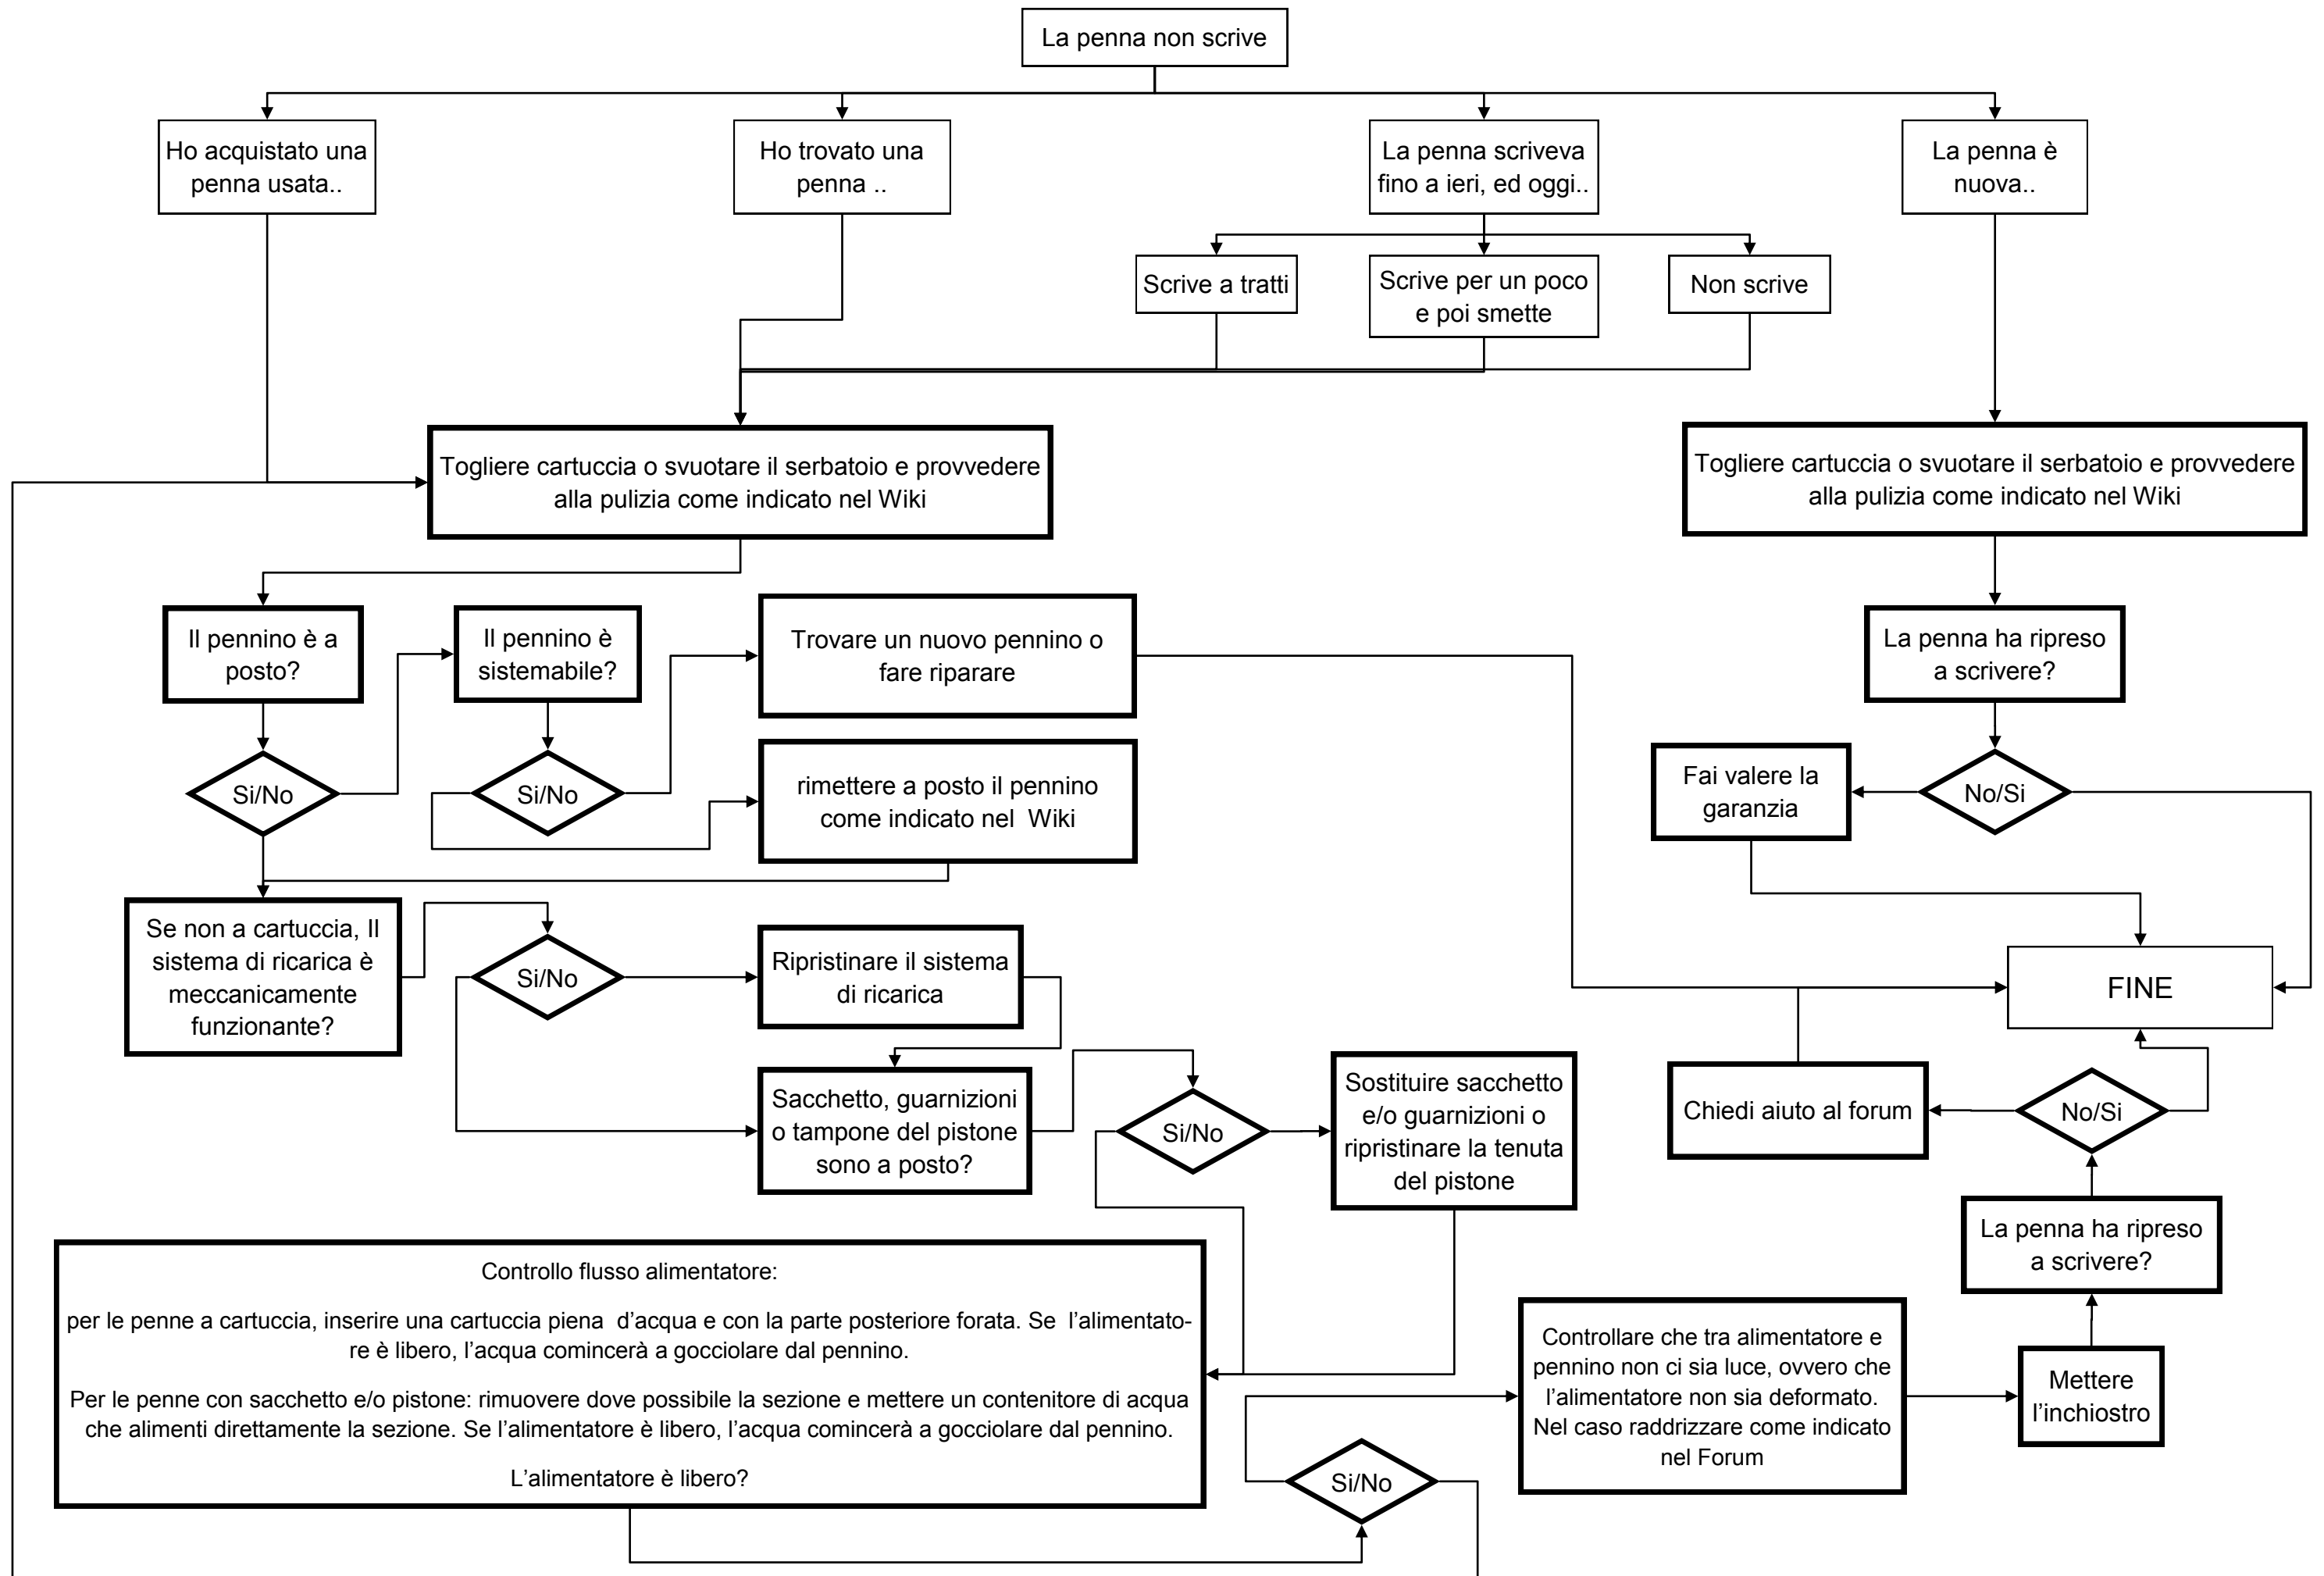 La penna non scrive
Ho acquistato una
penna usata..
Ho trovato una
penna ..
La penna scriveva
fino a ieri, ed oggi..
La penna è
nuova..
Scrive a tratti
Scrive per un poco
e poi smette
Non scrive
Togliere cartuccia o svuotare il serbatoio e provvedere
alla pulizia come indicato nel Wiki
Togliere cartuccia o svuotare il serbatoio e provvedere
alla pulizia come indicato nel Wiki
Il pennino è a
posto?
Il pennino è
sistemabile?
Trovare un nuovo pennino o
fare riparare
La penna ha ripreso
a scrivere?
Si/No
Si/No
rimettere a posto il pennino
come indicato nel  Wiki
Fai valere la
garanzia
No/Si
Se non a cartuccia, Il
sistema di ricarica è
meccanicamente
funzionante?
Si/No
Ripristinare il sistema
di ricarica
FINE
Sacchetto, guarnizioni
o tampone del pistone
sono a posto?
Si/No
Sostituire sacchetto
e/o guarnizioni o
ripristinare la tenuta
del pistone
Chiedi aiuto al forum
No/Si
La penna ha ripreso
a scrivere?
Controllo flusso alimentatore:
per le penne a cartuccia, inserire una cartuccia piena  d’acqua e con la parte posteriore forata. Se  l’alimentato-
re è libero, l’acqua comincerà a gocciolare dal pennino.
Per le penne con sacchetto e/o pistone: rimuovere dove possibile la sezione e mettere un contenitore di acqua
che alimenti direttamente la sezione. Se l’alimentatore è libero, l’acqua comincerà a gocciolare dal pennino.
L’alimentatore è libero?
Si/No
Controllare che tra alimentatore e
pennino non ci sia luce, ovvero che
l’alimentatore non sia deformato.
Nel caso raddrizzare come indicato
nel Forum
Mettere
l’inchiostro